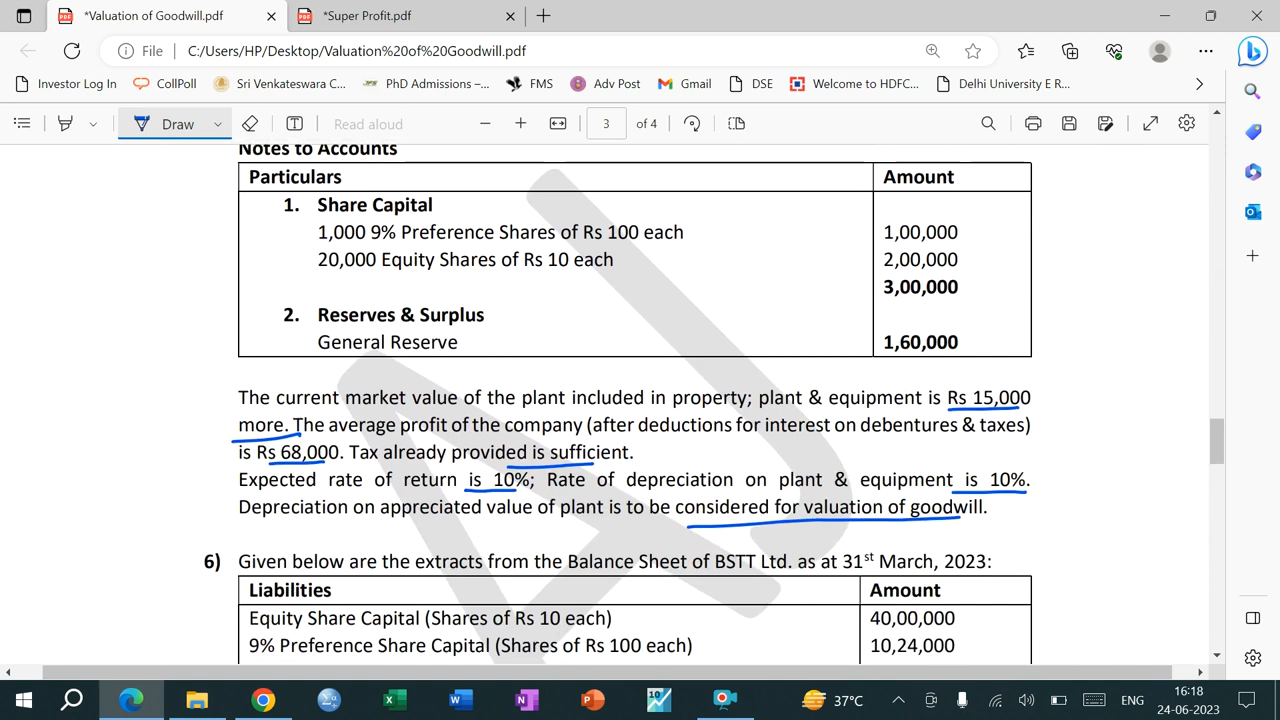 *Valuation of Goodwill.pdf
*Super Profit.pdf
File
C:/Users/HP/Desktop/Valuation%20of%20Goodwill.pdf
Investor Log In
CollPoll
Sri Venkateswara C...
PhD Admissions –...
FMS
Adv Post
Gmail
DSE
Welcome to HDFC...
Delhi University E R...
Draw
Read aloud
3
of 4
Notes to Accounts
Particulars Amount
1. Share Capital
1,000 9% Preference Shares of Rs 100 each 1,00,000
20,000 Equity Shares of Rs 10 each 2,00,000
3,00,000
2. Reserves & Surplus
General Reserve 1,60,000
The current market value of the plant included in property; plant & equipment is Rs 15,000
more. The average profit of the company (after deductions for interest on debentures & taxes)
is Rs 68,000. Tax already provided is sufficient.
Expected rate of return is 10%; Rate of depreciation on plant & equipment is 10%.
Depreciation on appreciated value of plant is to be considered for valuation of goodwill.
6) Given below are the extracts from the Balance Sheet of BSTT Ltd. as at 31st March, 2023:
Liabilities Amount
Equity Share Capital (Shares of Rs 10 each) 40,00,000
9% Preference Share Capital (Shares of Rs 100 each) 10,24,000
AJ
37°C
ENG
16:18
24-06-2023